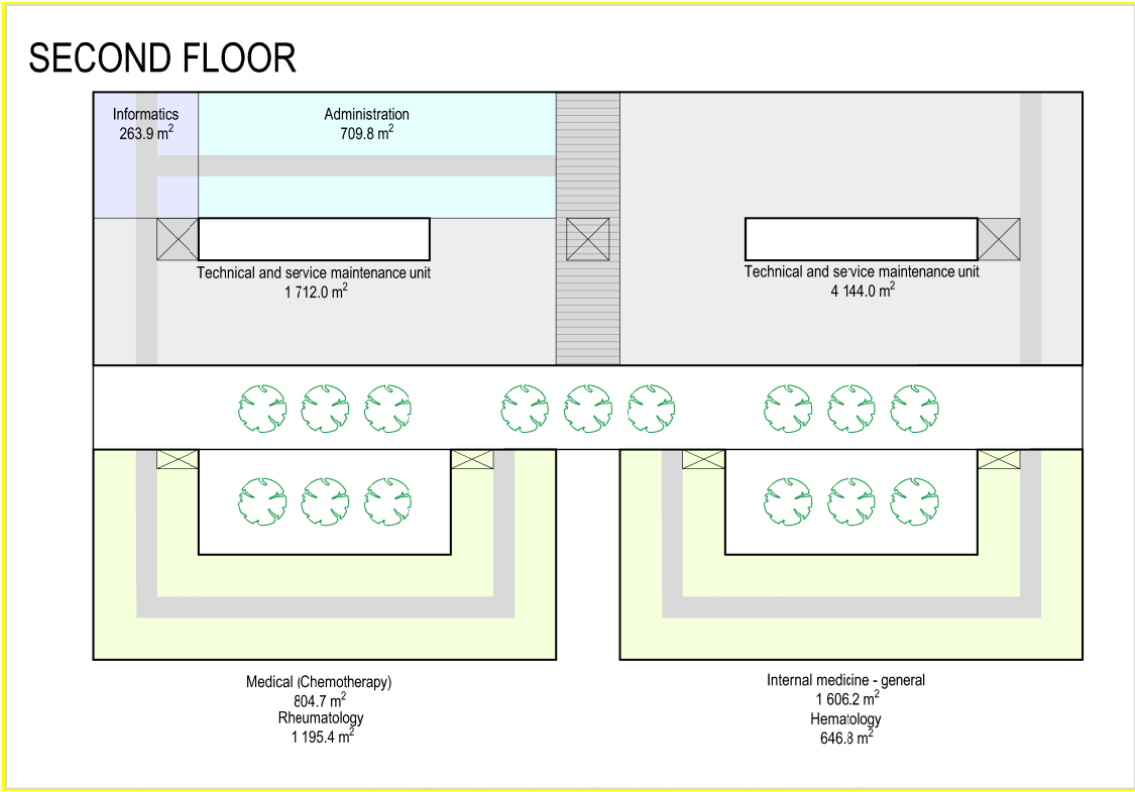 SECOND FLOOR
Informatics
263.9 m²
Administration
709.8 m²
Technical and service maintenance unit
1 712.0 m²
Technical and service maintenance unit
4 144.0 m²
Medical (Chemotherapy)
804.7 m²
Rheumatology
1 195.4 m²
Internal medicine - general
1 606.2 m²
Hematology
646.8 m²